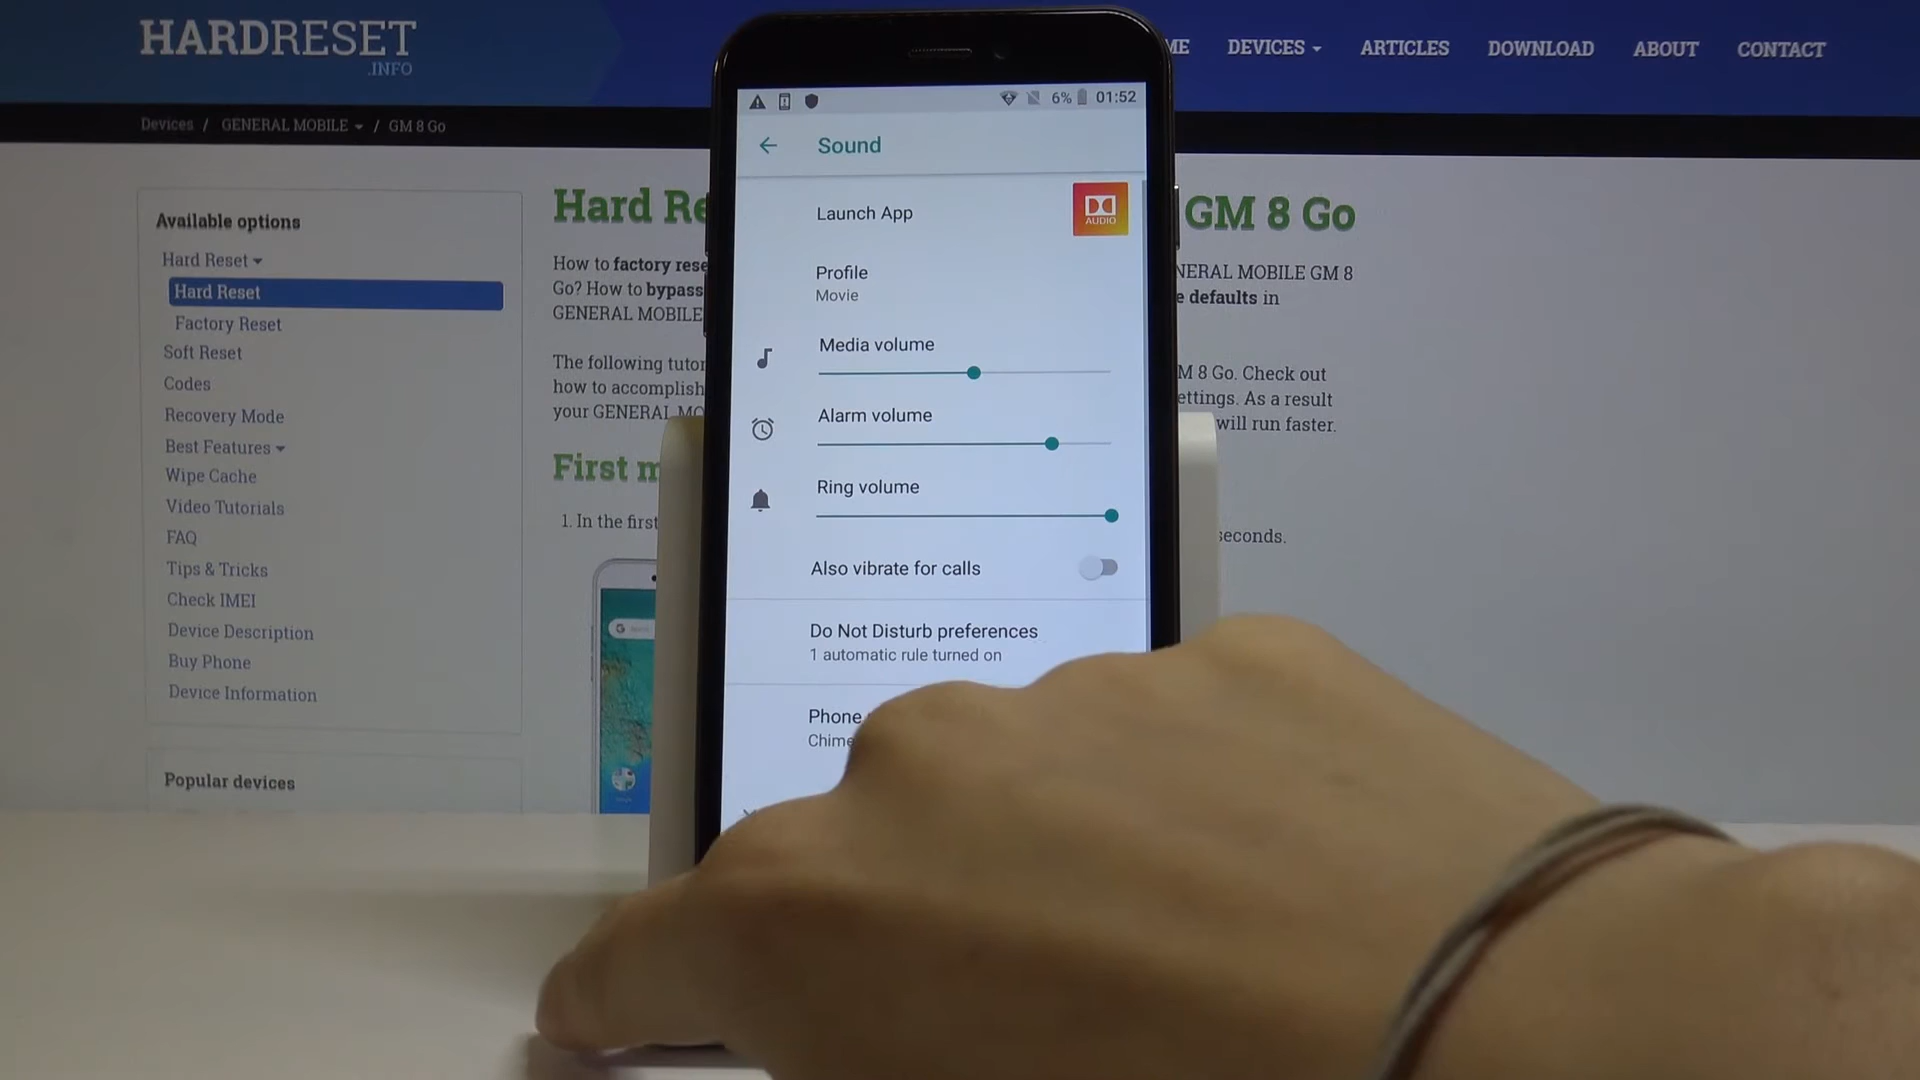 HARDRESET
.INFO
DEVICES
ARTICLES
DOWNLOAD
ABOUT
CONTACT
Devices / GENERAL MOBILE / GM 8 Go
Available options
Hard Reset
Hard Reset
Factory Reset
Soft Reset
Codes
Recovery Mode
Best Features
Wipe Cache
Video Tutorials
FAQ
Tips & Tricks
Check IMEI
Device Description
Buy Phone
Device Information
Popular devices
Hard
GM 8 Go
How to factory
Go? How to bypass
GENERAL MOBILE
GM 8
defaults in
The following
how to accomplish
your GENERAL
M 8 Go. Check out
As a result
will run faster.
First
1. In the first
seconds.
6% 01:52
Sound
Launch App
AUDIO
Profile
Movie
Media volume
Alarm volume
Ring volume
Also vibrate for calls
Do Not Disturb preferences
1 automatic rule turned on
Phone
Chime